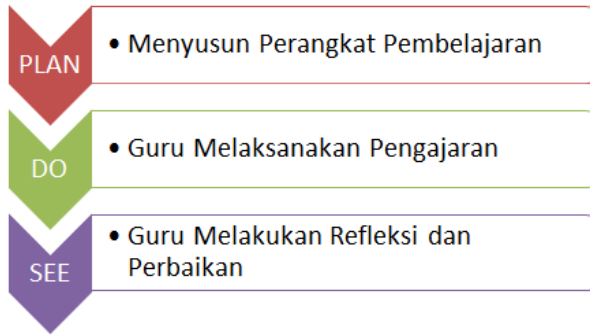 PLAN
• Menyusun Perangkat Pembelajaran
DO
• Guru Melaksanakan Pengajaran
SEE
• Guru Melakukan Refleksi dan
Perbaikan